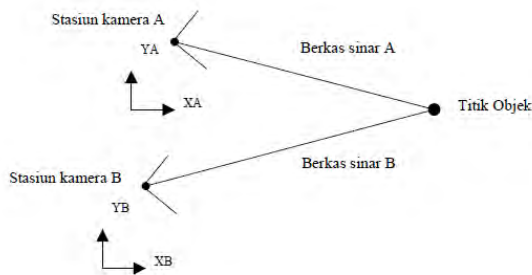 Stasiun kamera A
YA
Berkas sinar A
XA
Titik Objek
Stasiun kamera B
Berkas sinar B
YB
XB